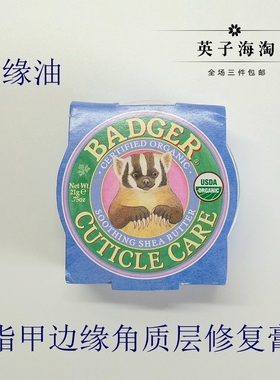 英子海淘
全场三件包邮
缘油
BADGER
CERTIFIED ORGANIC
Net Wt
21g
.75oz
USDA
ORGANIC
SOOTHING SHEA BUTTER
CUTICLE CARE
指甲边缘角质层修复膏